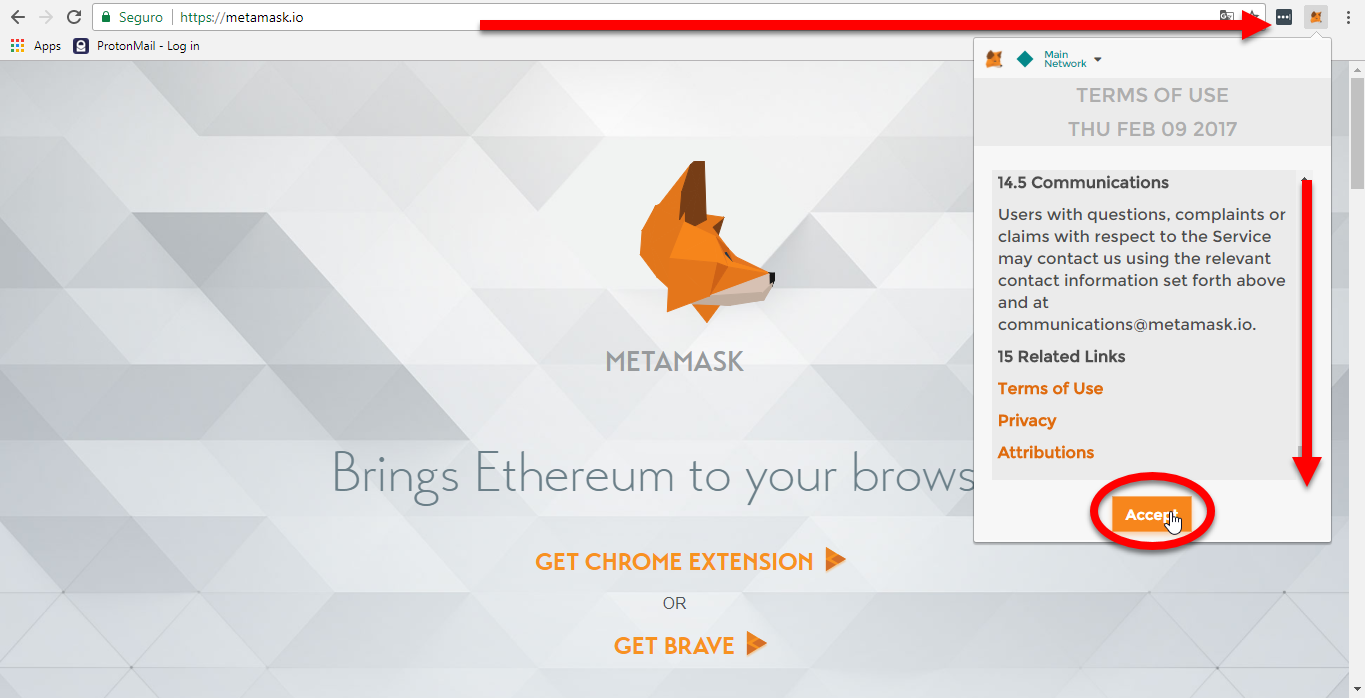 Seguro
https://metamask.io
Apps
ProtonMail - Log in
Main
Network
TERMS OF USE
THU FEB 09 2017
14.5 Communications
Users with questions, complaints or
claims with respect to the Service
may contact us using the relevant
contact information set forth above
and at
communications@metamask.io.
15 Related Links
Terms of Use
Privacy
Attributions
Accept
METAMASK
Brings Ethereum to your brows
GET CHROME EXTENSION
OR
GET BRAVE